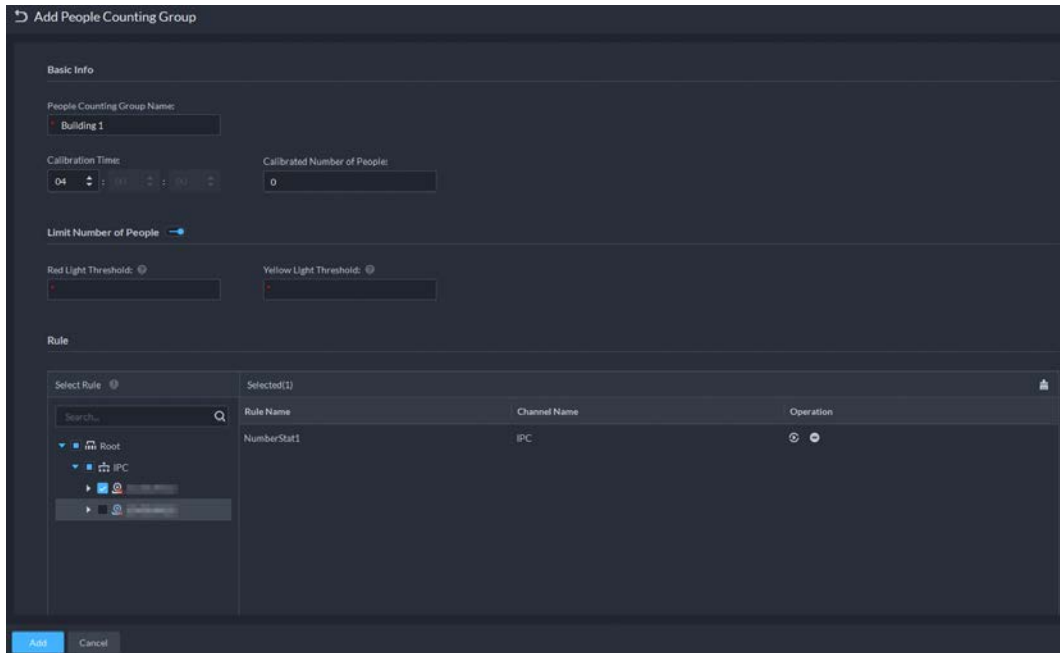 Add People Counting Group
Basic Info
People Counting Group Name:
* Building 1
Calibration Time:
Calibrated Number of People:
04 : 00 : 00
0
Limit Number of People
Red Light Threshold:
Yellow Light Threshold:
*
*
Rule
Select Rule
Selected(1)
Search...
Rule Name
Channel Name
Operation
Root
NumberStat1
IPC
IPC
Add
Cancel